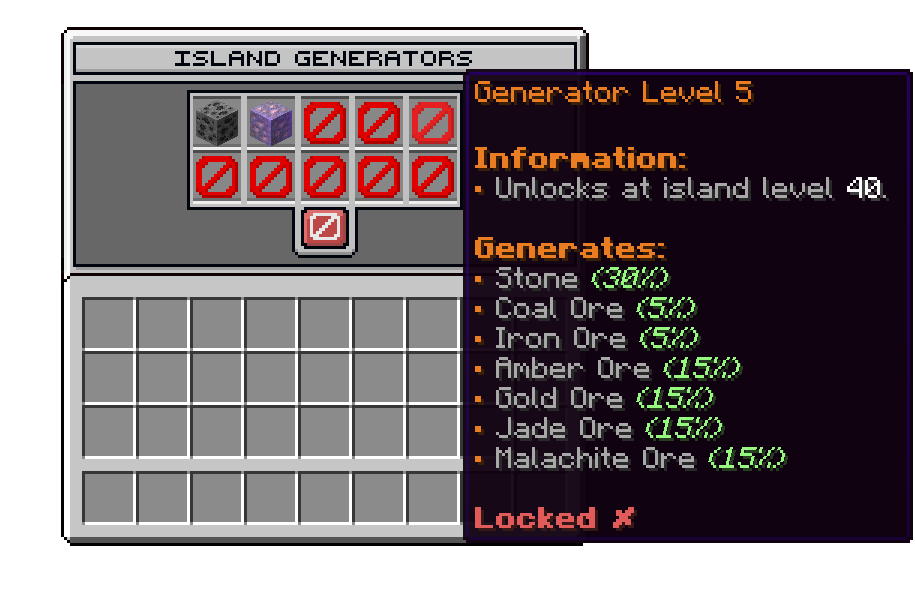 ISLAND GENERATORS
Generator Level 5
Information:
• Unlocks at island level 40.
Generates:
• Stone (30%)
• Coal Ore (5%)
• Iron Ore (5%)
• Amber Ore (15%)
• Gold Ore (15%)
• Jade Ore (15%)
• Malachite Ore (15%)
Locked ✘